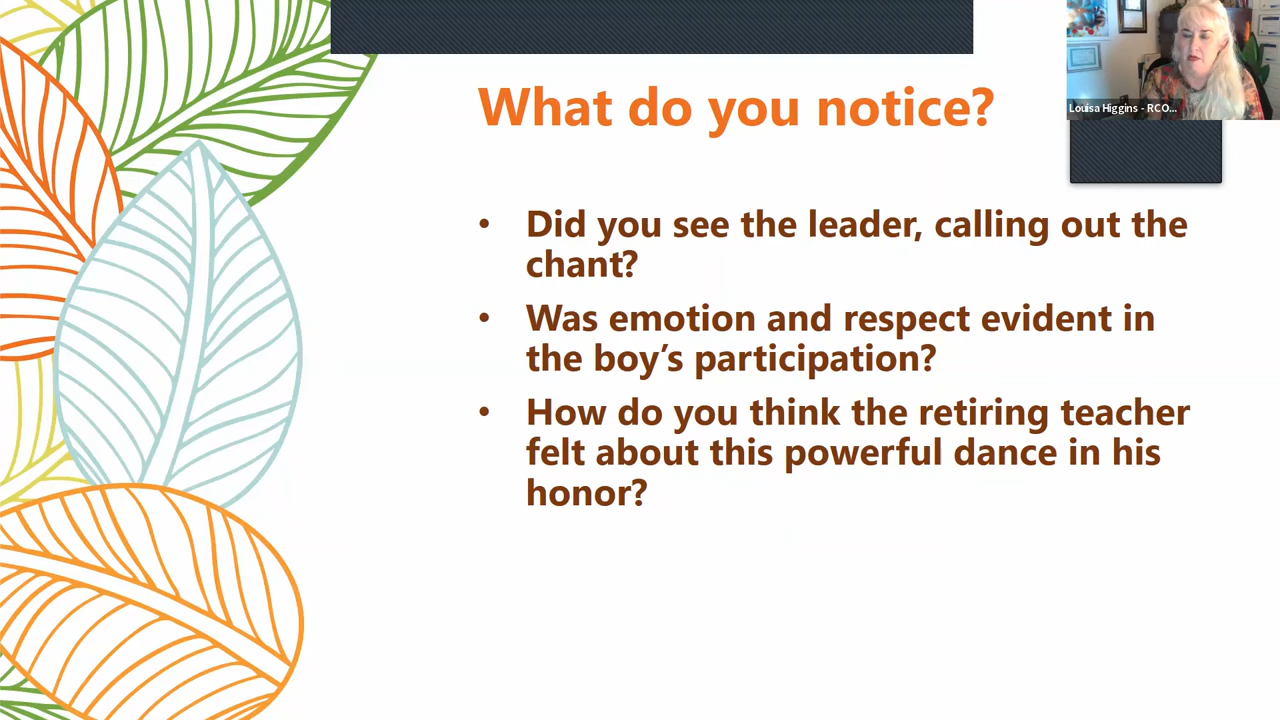 What do you notice?
Louisa Higgins - RCO...
• Did you see the leader, calling out the
chant?
• Was emotion and respect evident in
the boy’s participation?
• How do you think the retiring teacher
felt about this powerful dance in his
honor?